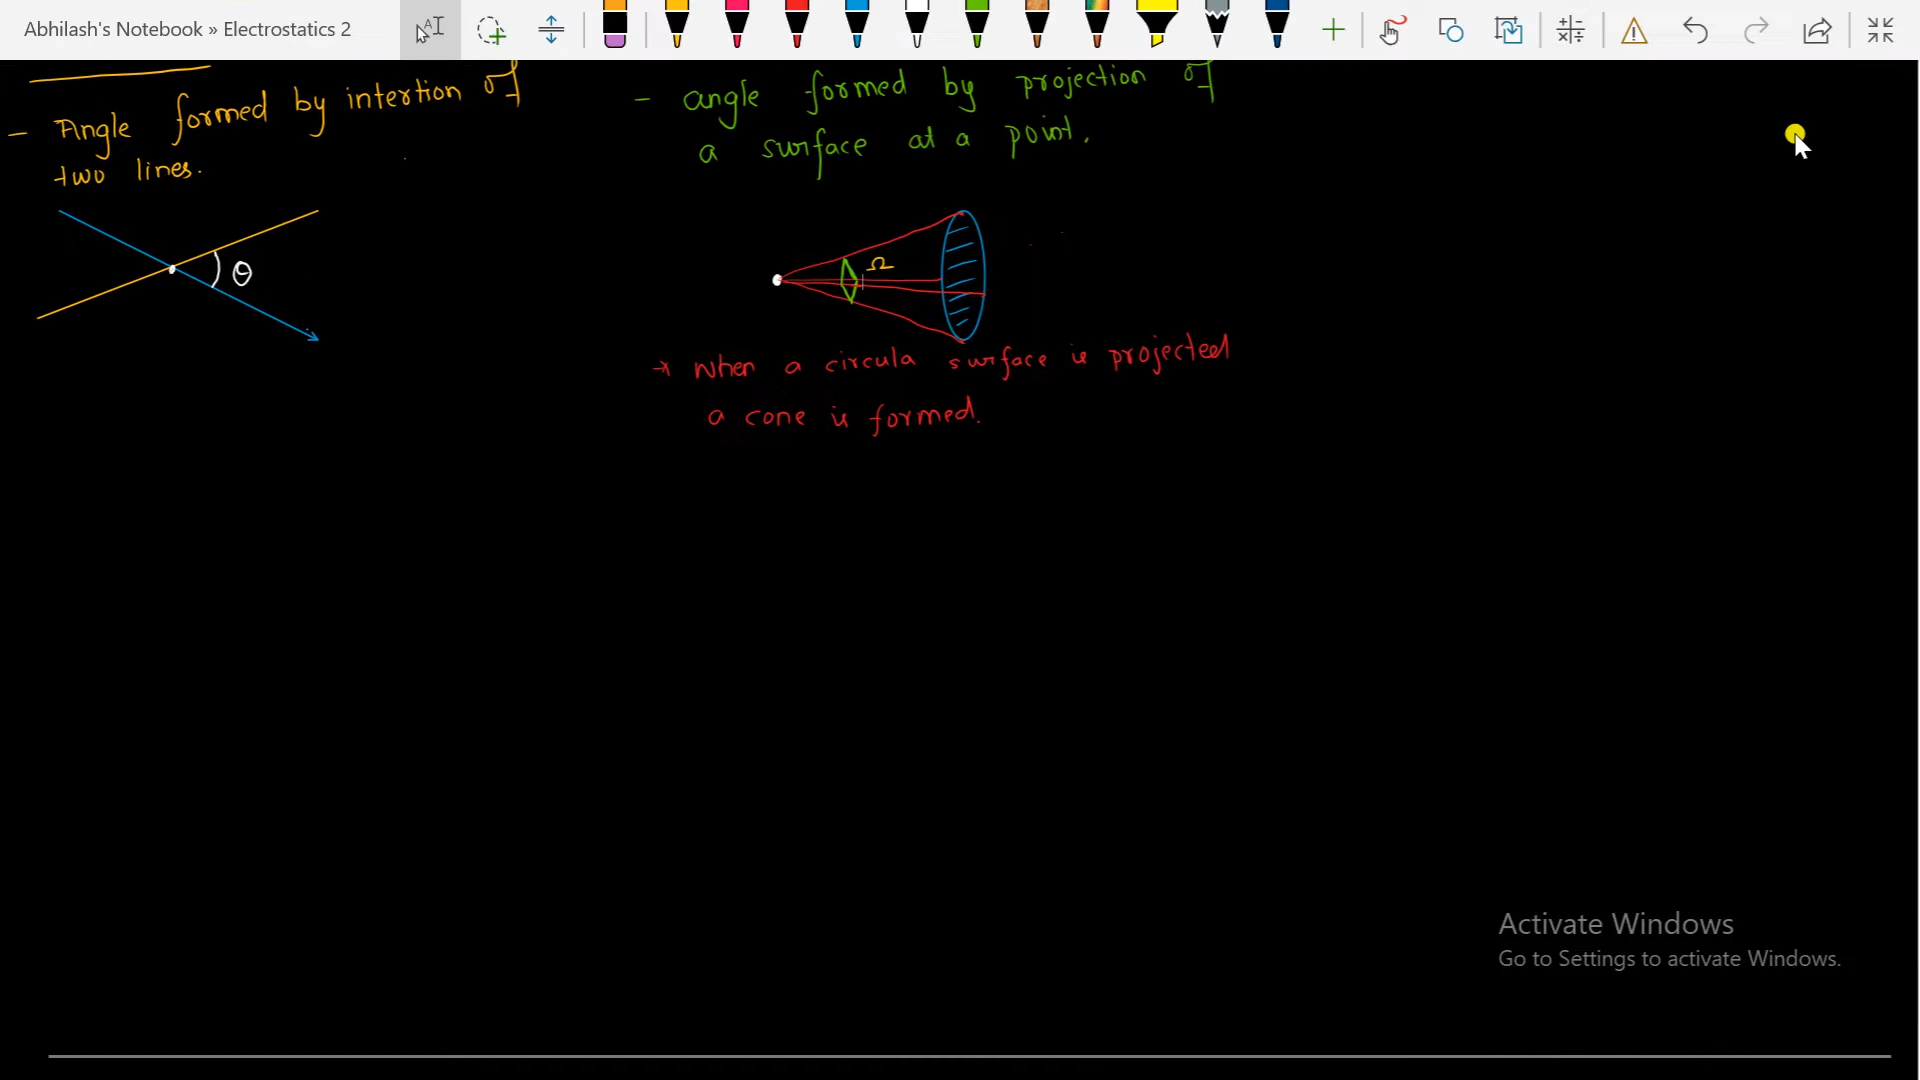 Abhilash's Notebook » Electrostatics 2
- Angle formed by intertion of
two lines.
θ
- angle formed by projection of
a surface at a point.
Ω
→ When a circula surface is projected
a cone is formed.
Activate Windows
Go to Settings to activate Windows.